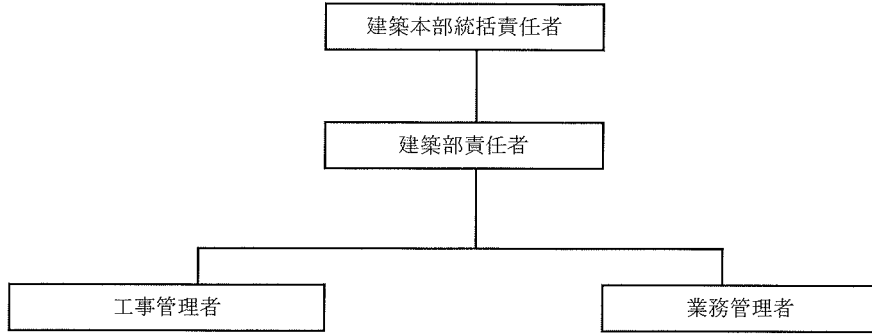 建築本部統括責任者
建築部責任者
工事管理者
業務管理者